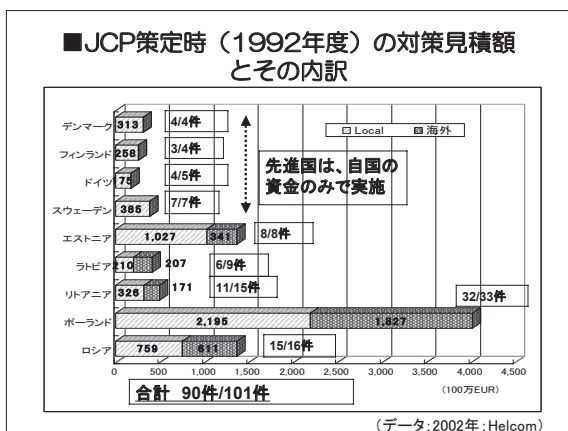 ■JCP策定時（1992年度）の対策見積額
とその内訳
Local 海外
デンマーク 313 4/4件
フィンランド 258 3/4件
ドイツ 175 4/5件
スウェーデン 385 7/7件
先進国は、自国の
資金のみで実施
エストニア 1,027 341 8/8件
ラトビア 210 207 6/9件
リトアニア 326 171 11/15件
ポーランド 2,195 1,827 32/33件
ロシア 759 611 15/16件
0 500 1,000 1,500 2,000 2,500 3,000 3,500 4,000 4,500
(100万EUR)
合計 90件/101件
(データ:2002年:Helcom)